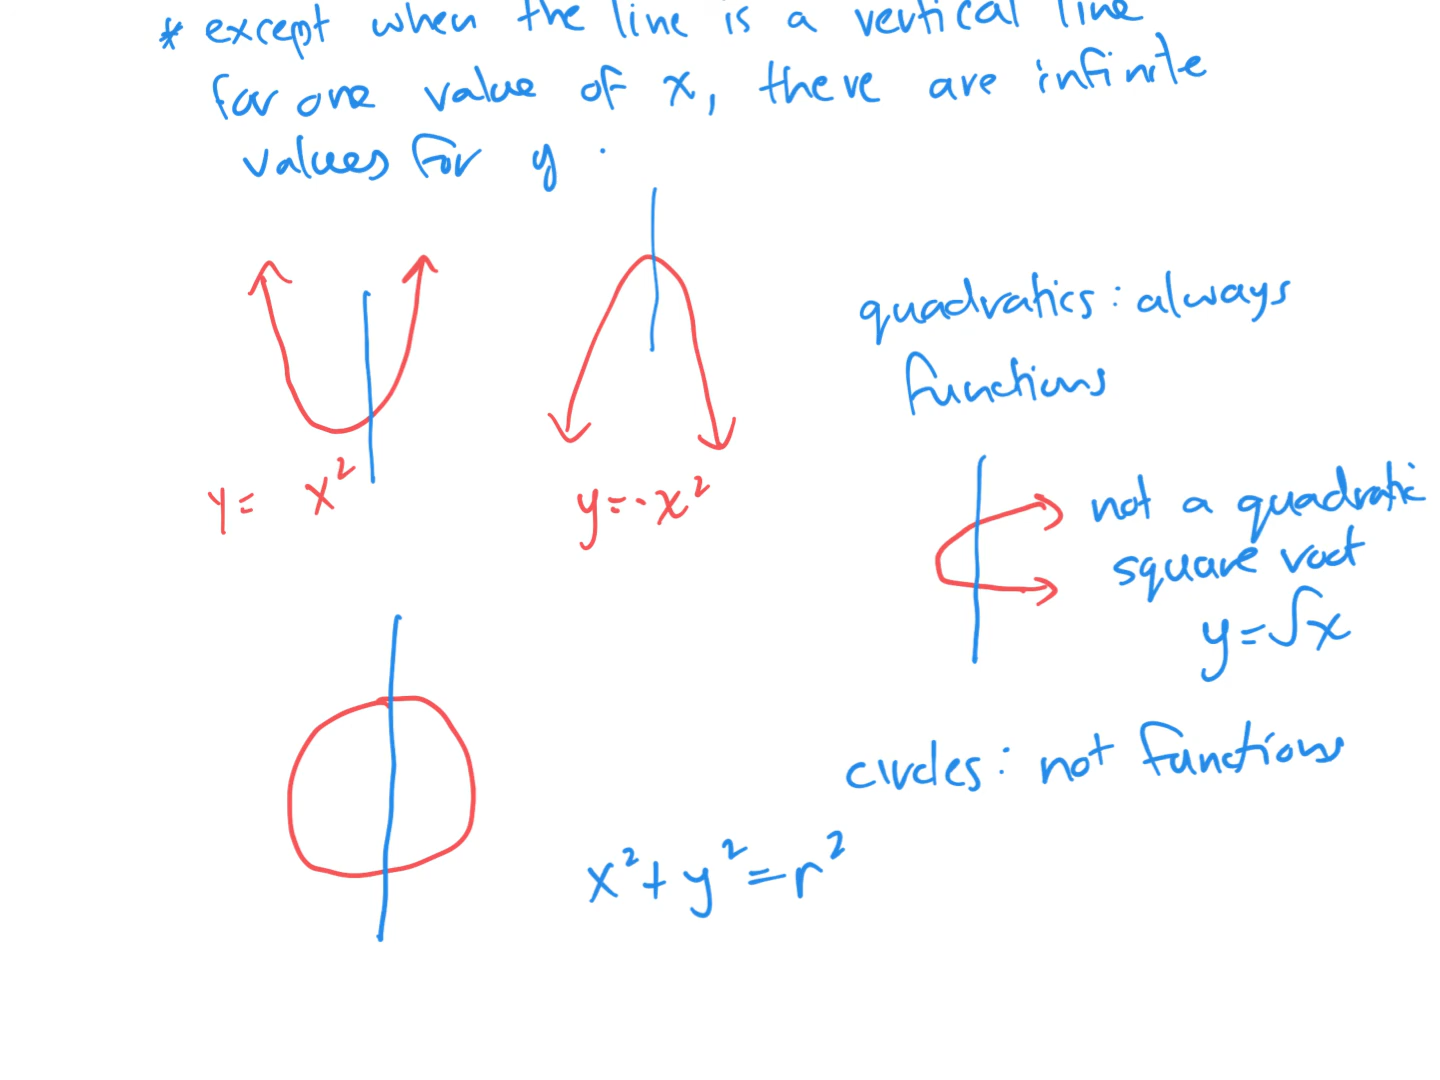 * except when the line is a vertical line
for one value of x, there are infinite
values for y.
quadratics: always
functions
y = x²
y = -x²
not a quadratic
square root
y = √x
circles: not functions
x² + y² = r²